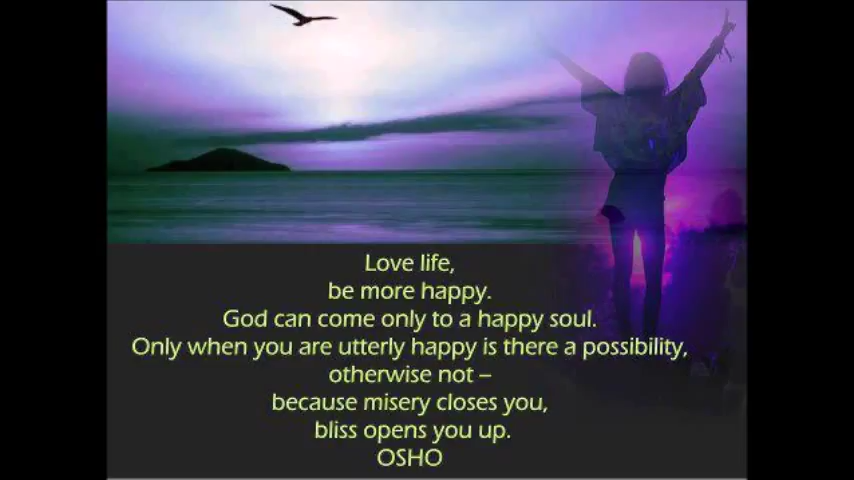 Love life,
be more happy.
God can come only to a happy soul.
Only when you are utterly happy is there a possibility,
otherwise not –
because misery closes you,
bliss opens you up.
OSHO